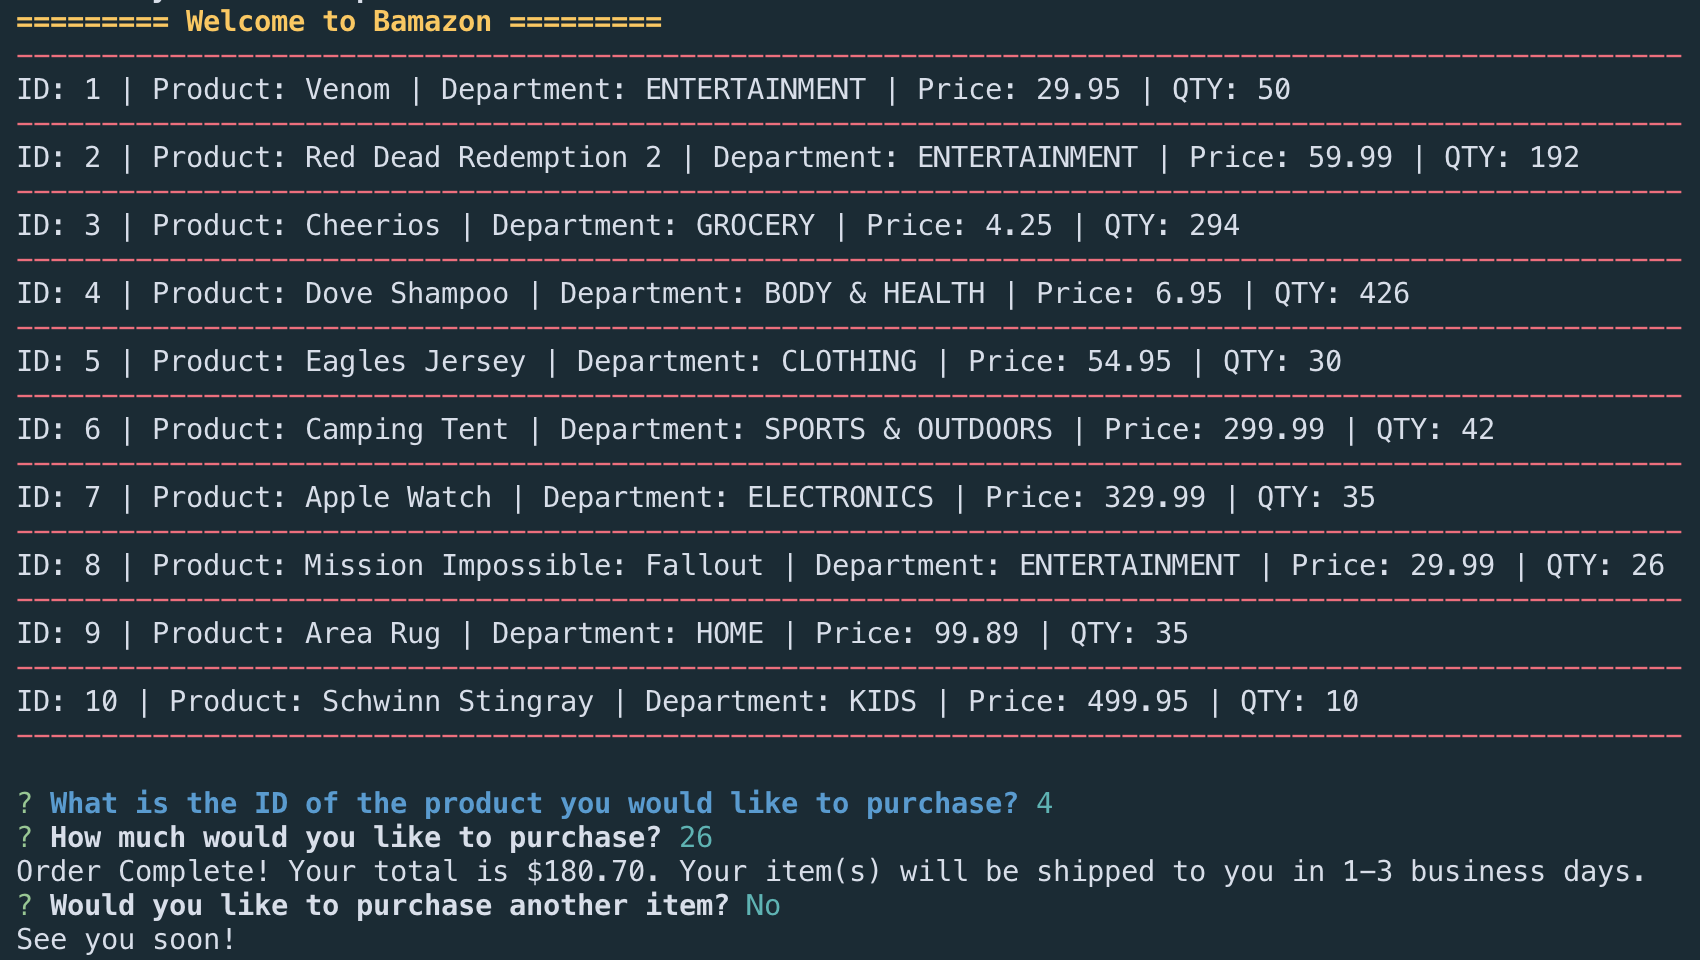 ========= Welcome to Bamazon =========
--------------------------------------------------------------------------------------------------
ID: 1 | Product: Venom | Department: ENTERTAINMENT | Price: 29.95 | QTY: 50
--------------------------------------------------------------------------------------------------
ID: 2 | Product: Red Dead Redemption 2 | Department: ENTERTAINMENT | Price: 59.99 | QTY: 192
--------------------------------------------------------------------------------------------------
ID: 3 | Product: Cheerios | Department: GROCERY | Price: 4.25 | QTY: 294
--------------------------------------------------------------------------------------------------
ID: 4 | Product: Dove Shampoo | Department: BODY & HEALTH | Price: 6.95 | QTY: 426
--------------------------------------------------------------------------------------------------
ID: 5 | Product: Eagles Jersey | Department: CLOTHING | Price: 54.95 | QTY: 30
--------------------------------------------------------------------------------------------------
ID: 6 | Product: Camping Tent | Department: SPORTS & OUTDOORS | Price: 299.99 | QTY: 42
--------------------------------------------------------------------------------------------------
ID: 7 | Product: Apple Watch | Department: ELECTRONICS | Price: 329.99 | QTY: 35
--------------------------------------------------------------------------------------------------
ID: 8 | Product: Mission Impossible: Fallout | Department: ENTERTAINMENT | Price: 29.99 | QTY: 26
--------------------------------------------------------------------------------------------------
ID: 9 | Product: Area Rug | Department: HOME | Price: 99.89 | QTY: 35
--------------------------------------------------------------------------------------------------
ID: 10 | Product: Schwinn Stingray | Department: KIDS | Price: 499.95 | QTY: 10
--------------------------------------------------------------------------------------------------
? What is the ID of the product you would like to purchase? 4
? How much would you like to purchase? 26
Order Complete! Your total is $180.70. Your item(s) will be shipped to you in 1-3 business days.
? Would you like to purchase another item? No
See you soon!